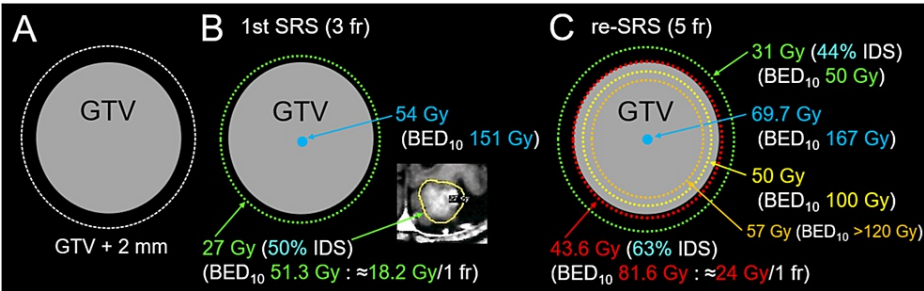 A
GTV
GTV + 2 mm
B
1st SRS (3 fr)
GTV
54 Gy
(BED₁₀ 151 Gy)
27 Gy (50% IDS)
(BED₁₀ 51.3 Gy : ≈18.2 Gy/1 fr)
C
re-SRS (5 fr)
GTV
31 Gy (44% IDS)
(BED₁₀ 50 Gy)
69.7 Gy
(BED₁₀ 167 Gy)
50 Gy
(BED₁₀ 100 Gy)
57 Gy (BED₁₀ >120 Gy)
43.6 Gy (63% IDS)
(BED₁₀ 81.6 Gy : ≈24 Gy/1 fr)